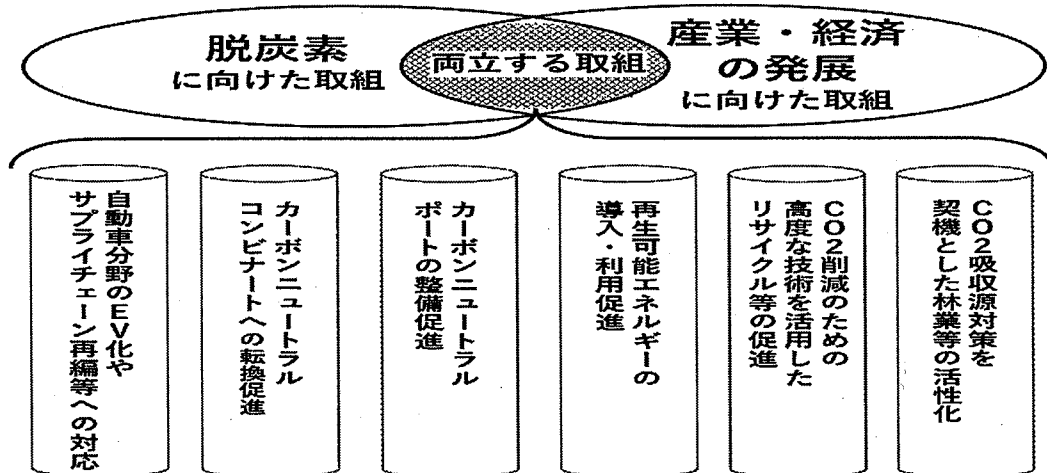 脱炭素
に向けた取組
両立する取組
産業・経済
の発展
に向けた取組
自動車分野のEV化や
サプライチェーン再編等への対応
カーボンニュートラル
コンビナートへの転換促進
カーボンニュートラル
ポートの整備促進
再生可能エネルギーの
導入・利用促進
CO2削減のための
高度な技術を活用した
リサイクル等の促進
CO2吸収源対策を
契機とした林業等の活性化